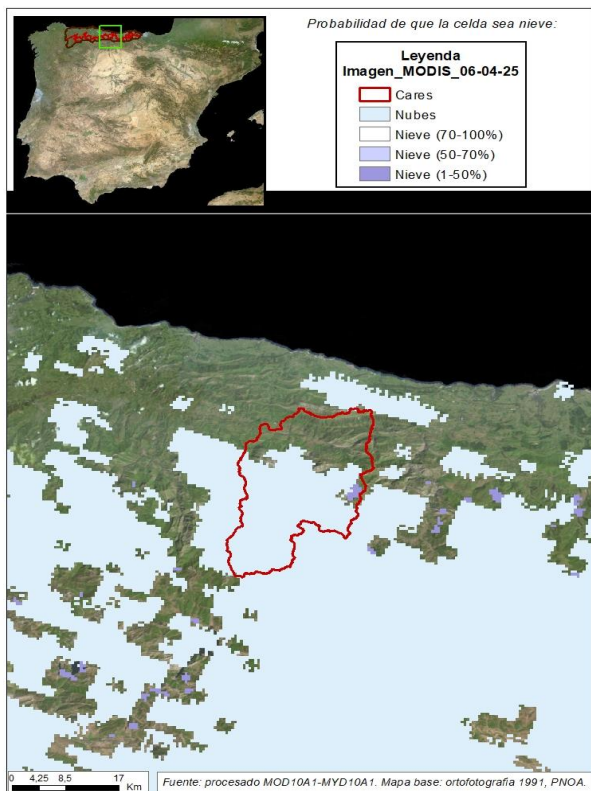 Probabilidad de que la celda sea nieve:
Leyenda
Imagen_MODIS_06-04-25
Cares
Nubes
Nieve (70-100%)
Nieve (50-70%)
Nieve (1-50%)
0 4,25 8,5 17
Km
Fuente: procesado MOD10A1-MYD10A1. Mapa base: ortofotografia 1991, PNOA.